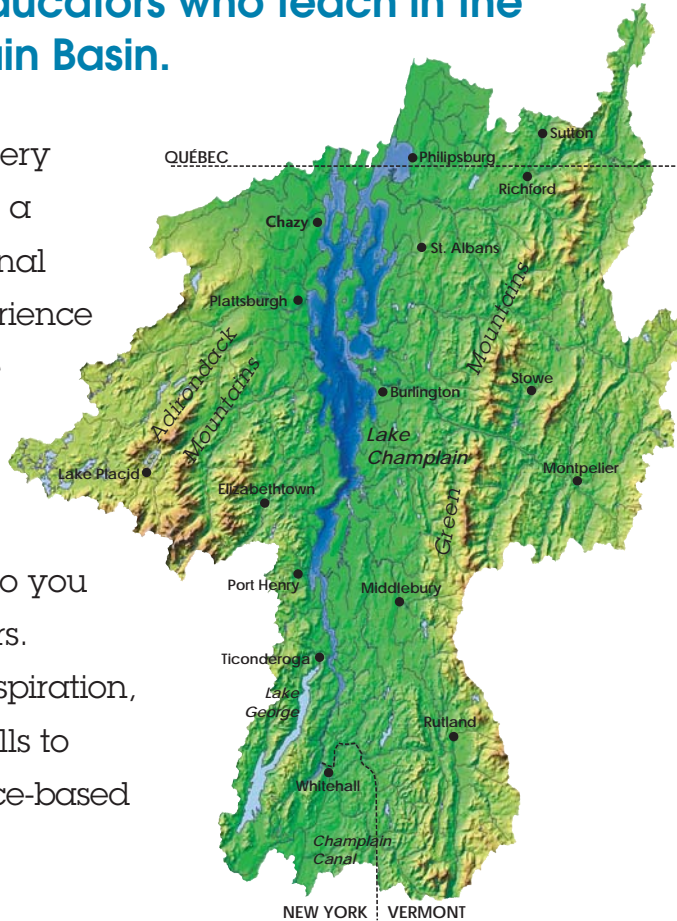 ducators who teach in the
in Basin.
ery
a
nal
rience
o you
rs.
spiration,
lls to
ce-based
QUÉBEC
Sutton
Philipsburg
Richford
Chazy
St. Albans
Plattsburgh
Mountains
Adirondack
Mountains
Stowe
Burlington
Lake
Champlain
Lake Placid
Montpelier
Elizabethtown
Green
Port Henry
Middlebury
Ticonderoga
Lake
George
Rutland
Whitehall
Champlain
Canal
NEW YORK
VERMONT